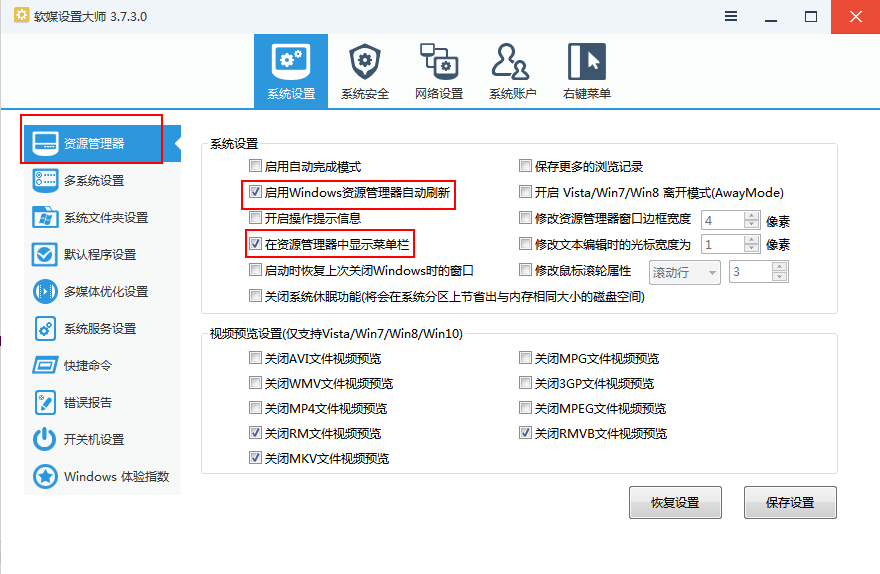 软媒设置大师 3.7.3.0
系统设置
系统安全
网络设置
系统账户
右键菜单
资源管理器
多系统设置
系统文件夹设置
默认程序设置
多媒体优化设置
系统服务设置
快捷命令
错误报告
开关机设置
Windows 体验指数
系统设置
启用自动完成模式
保存更多的浏览记录
启用Windows资源管理器自动刷新
开启 Vista/Win7/Win8 离开模式(AwayMode)
开启操作提示信息
修改资源管理器窗口边框宽度 4 像素
在资源管理器中显示菜单栏
修改文本编辑时的光标宽度为 1 像素
启动时恢复上次关闭Windows时的窗口
修改鼠标滚轮属性 滚动行 3
关闭系统休眠功能(将会在系统分区上节省出与内存相同大小的磁盘空间)
视频预览设置(仅支持Vista/Win7/Win8/Win10)
关闭AVI文件视频预览
关闭MPG文件视频预览
关闭WMV文件视频预览
关闭3GP文件视频预览
关闭MP4文件视频预览
关闭MPEG文件视频预览
关闭RM文件视频预览
关闭RMVB文件视频预览
关闭MKV文件视频预览
恢复设置
保存设置